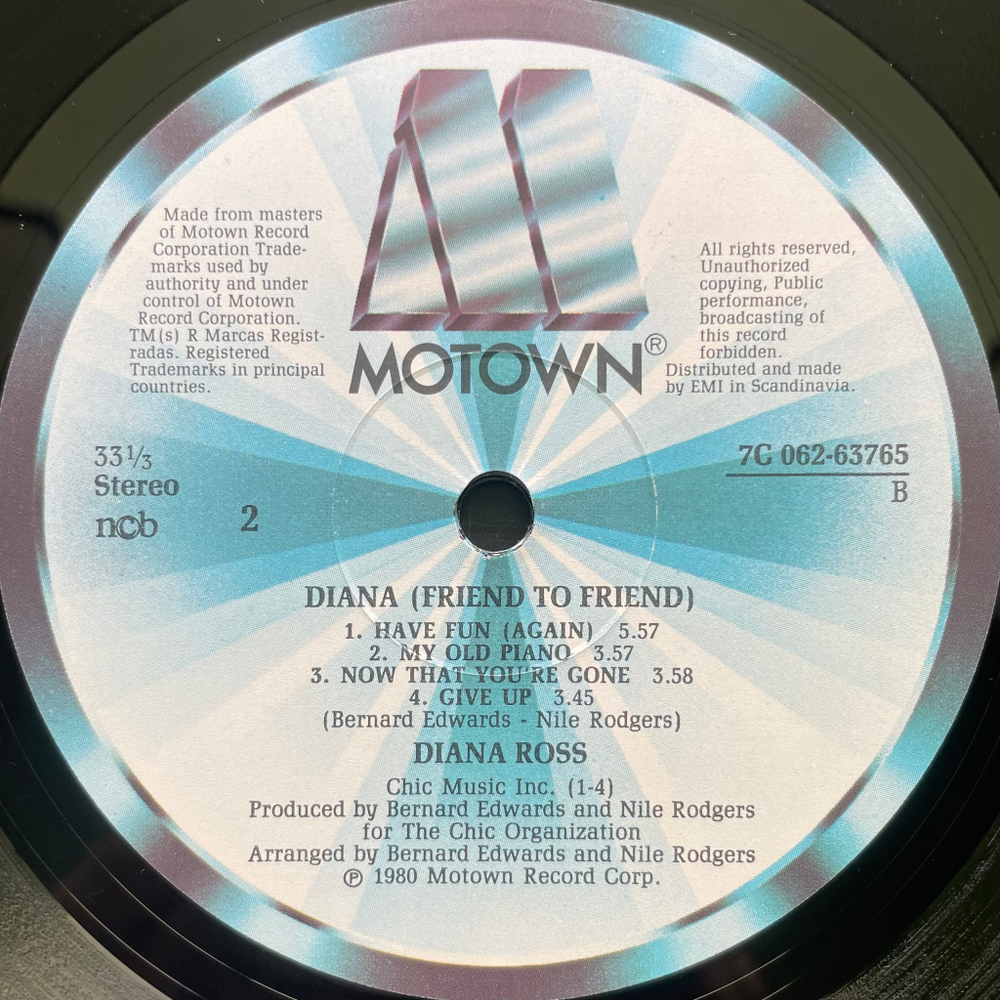 Made from masters
of Motown Record
Corporation Trade-
marks used by
authority and under
control of Motown
Record Corporation.
TM(s) R Marcas Regist-
radas. Registered
Trademarks in principal
countries.
All rights reserved,
Unauthorized
copying, Public
performance,
broadcasting of
this record
forbidden.
Distributed and made
by EMI in Scandinavia.
MOTOWN®
33 1/3
Stereo
ncb
2
7C 062-63765
B
DIANA (FRIEND TO FRIEND)
1. HAVE FUN (AGAIN) 5.57
2. MY OLD PIANO 3.57
3. NOW THAT YOU'RE GONE 3.58
4. GIVE UP 3.45
(Bernard Edwards - Nile Rodgers)
DIANA ROSS
Chic Music Inc. (1-4)
Produced by Bernard Edwards and Nile Rodgers
for The Chic Organization
Arranged by Bernard Edwards and Nile Rodgers
℗ 1980 Motown Record Corp.